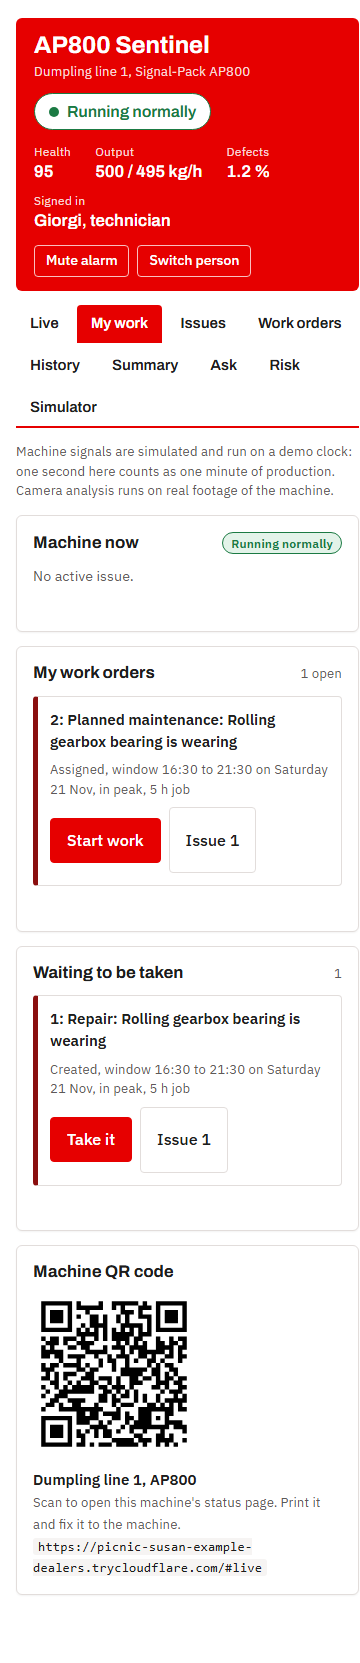 AP800 Sentinel
Dumpling line 1, Signal-Pack AP800
Running normally
Health Output Defects
95 500 / 495 kg/h 1.2 %
Signed in
Giorgi, technician
Mute alarm Switch person
Live My work Issues Work orders
History Summary Ask Risk
Simulator
Machine signals are simulated and run on a demo clock:
one second here counts as one minute of production.
Camera analysis runs on real footage of the machine.
Machine now Running normally
No active issue.
My work orders 1 open
2: Planned maintenance: Rolling
gearbox bearing is wearing
Assigned, window 16:30 to 21:30 on Saturday
21 Nov, in peak, 5 h job
Start work Issue 1
Waiting to be taken 1
1: Repair: Rolling gearbox bearing is
wearing
Created, window 16:30 to 21:30 on Saturday
21 Nov, in peak, 5 h job
Take it Issue 1
Machine QR code
Dumpling line 1, AP800
Scan to open this machine's status page. Print it
and fix it to the machine.
https://picnic-susan-example-
dealers.trycloudflare.com/#live